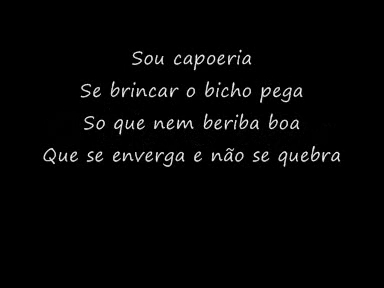 Sou capoeria
Se brincar o bicho pega
So que nem beriba boa
Que se enverga e não se quebra